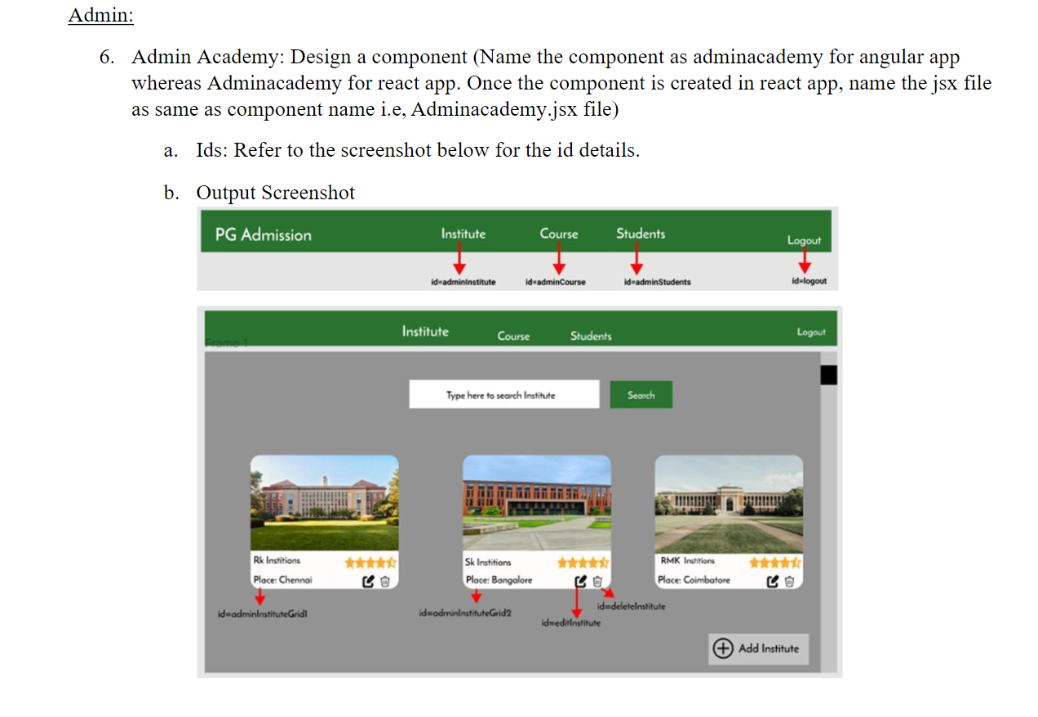 Admin:
6. Admin Academy: Design a component (Name the component as adminacademy for angular app
whereas Adminacademy for react app. Once the component is created in react app, name the jsx file
as same as component name i.e, Adminacademy.jsx file)
a. Ids: Refer to the screenshot below for the id details.
b. Output Screenshot
PG Admission Institute Course Students Logout
id=adminInstitute id=adminCourse id=adminStudents id=logout
Frame 1 Institute Course Students Logout
Type here to search Institute Search
Rk Institions Sk Institions RMK Institions
Place: Chennai Place: Bangalore Place: Coimbatore
id=adminInstituteGrid1 id=adminInstituteGrid2 id=deleteInstitute
id=editInstitute
Add Institute